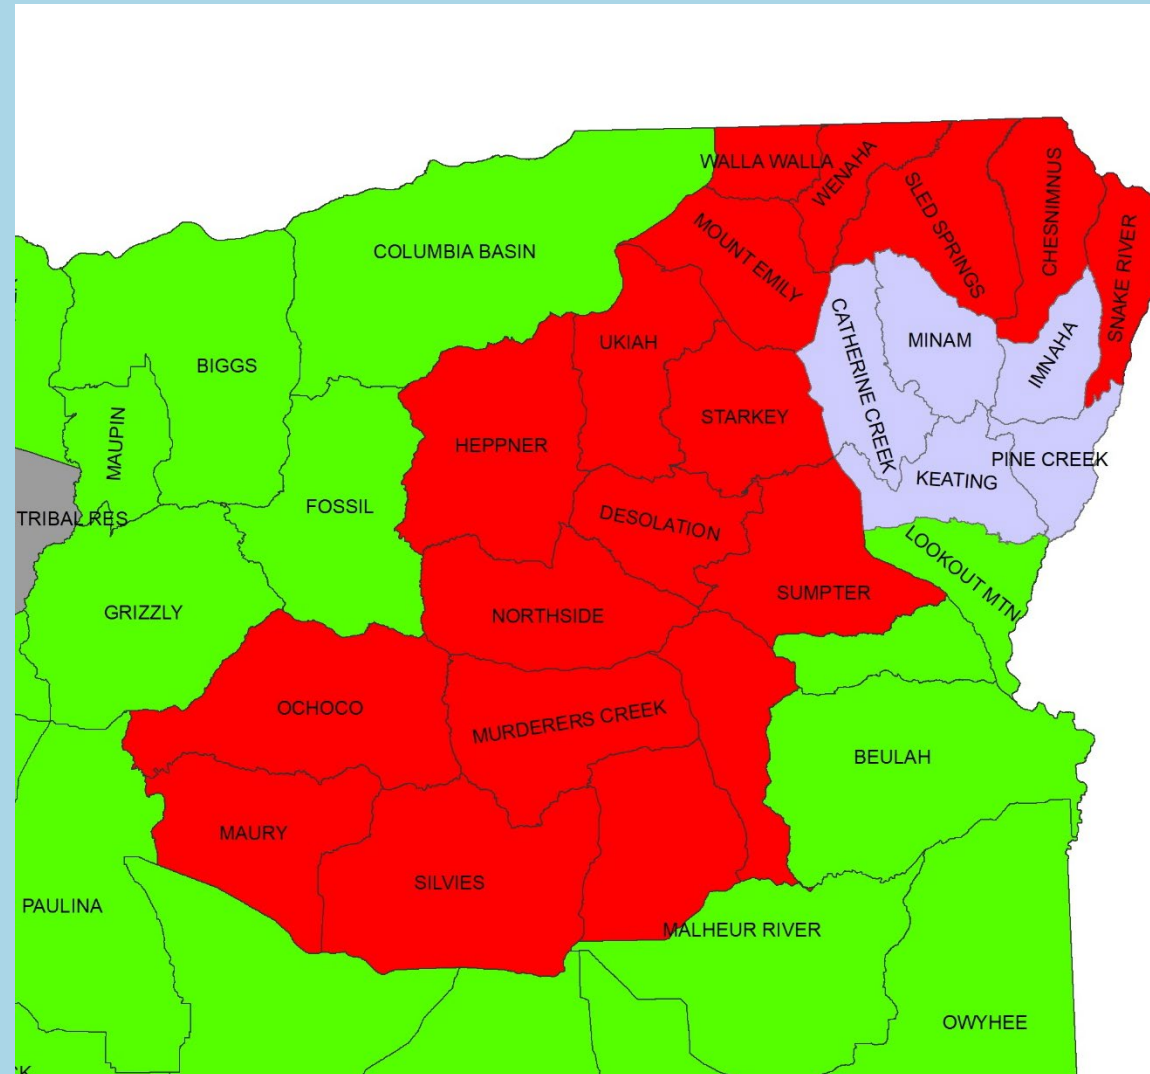 WALLA WALLA
WENAHA
SLED SPRINGS
CHESNIMNUS
SNAKE RIVER
COLUMBIA BASIN
MOUNT EMILY
UKIAH
CATHERINE CREEK
MINAM
IMNAHA
BIGGS
MAUPIN
HEPPNER
STARKEY
PINE CREEK
KEATING
FOSSIL
TRIBAL RES
DESOLATION
LOOKOUT MTN
GRIZZLY
NORTHSIDE
SUMPTER
OCHOCO
MURDERERS CREEK
BEULAH
MAURY
SILVIES
PAULINA
MALHEUR RIVER
OWYHEE